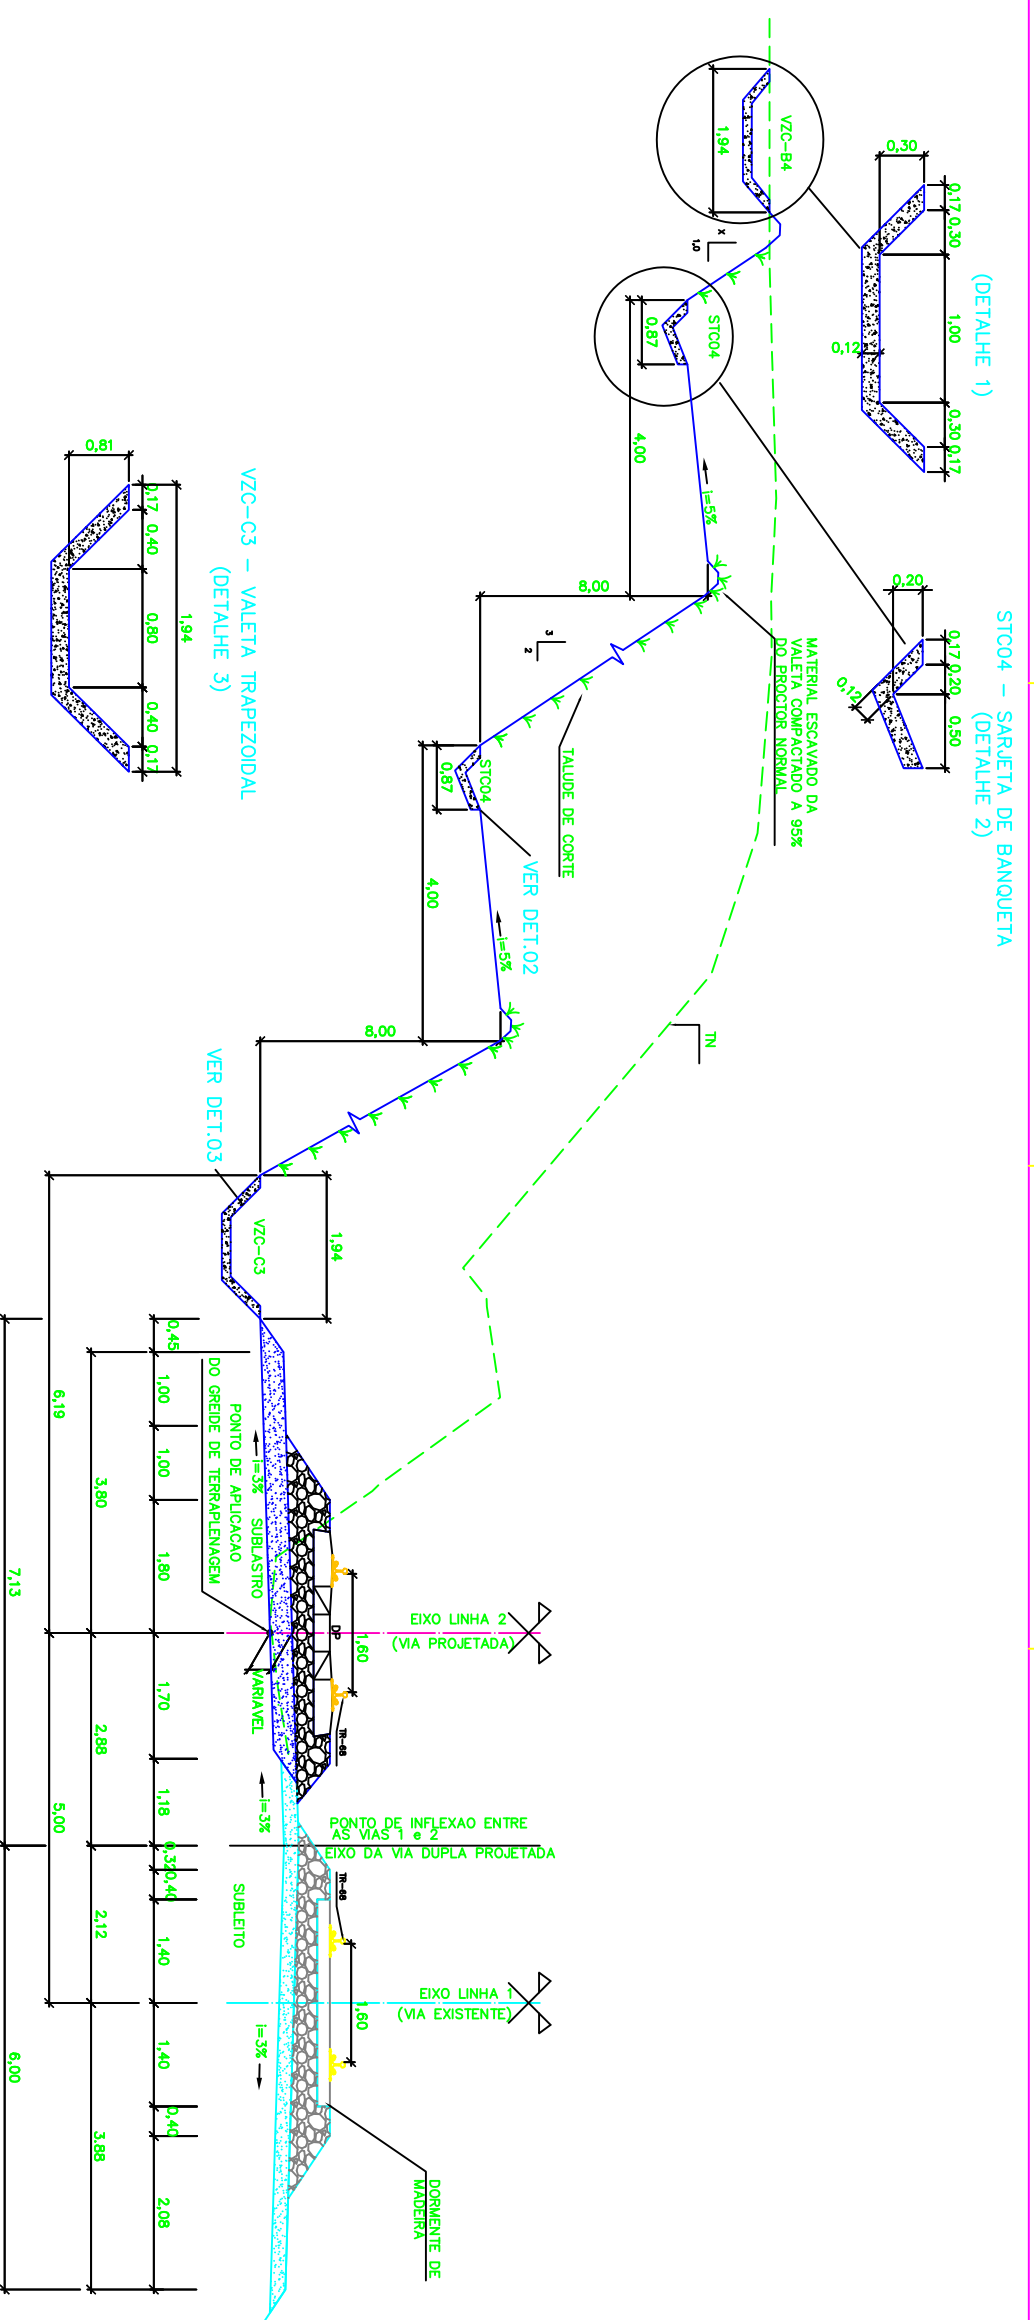 STC04 - SARJETA DE BANQUETA
(DETALHE 2)
0,17
0,20
0,50
0,20
0,12
(DETALHE 1)
0,17
0,30
1,00
0,30
0,17
0,30
0,12
VZC-B4
1,94
X
1,0
STC04
0,87
4,00
i=5%
MATERIAL ESCAVADO DA
VALETA COMPACTADO A 95%
DO PROCTOR NORMAL
8,00
3
2
TALUDE DE CORTE
STC04
0,87
VER DET.02
4,00
i=5%
TN
8,00
VZC-C3 - VALETA TRAPEZOIDAL
(DETALHE 3)
1,94
0,17
0,40
0,80
0,40
0,17
0,81
VER DET.03
VZC-C3
1,94
EIXO LINHA 2
(VIA PROJETADA)
1,60
DP
TR-68
PONTO DE INFLEXAO ENTRE
AS VIAS 1 e 2
EIXO DA VIA DUPLA PROJETADA
TR-68
EIXO LINHA 1
(VIA EXISTENTE)
1,60
DORMENTE DE
MADEIRA
i=3%
SUBLASTRO
VARIAVEL
i=3%
i=3%
PONTO DE APLICACAO
DO GREIDE DE TERRAPLENAGEM
SUBLEITO
0,45
1,00
1,00
1,80
1,70
1,18
0,32
0,40
1,40
1,40
0,40
2,08
3,80
2,88
2,12
3.88
6,19
5,00
7,13
6,00